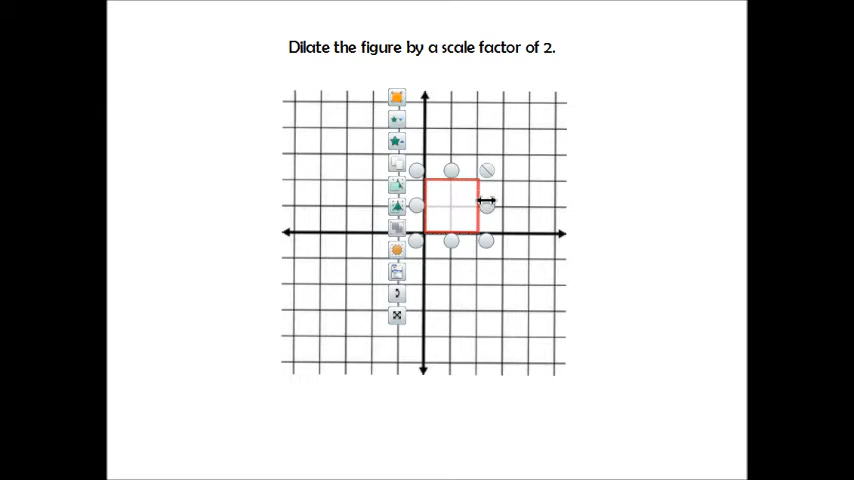 Dilate the figure by a scale factor of 2.